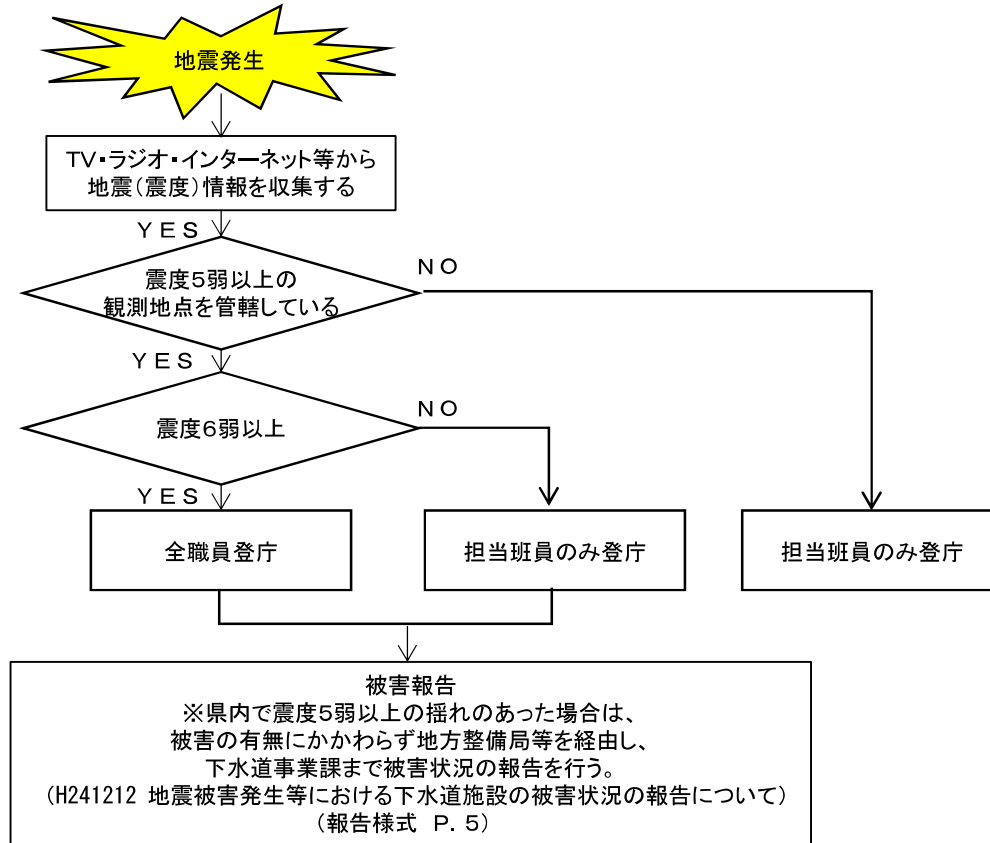 地震発生
TV・ラジオ・インターネット等から
地震(震度)情報を収集する
YES
震度5弱以上の
観測地点を管轄している
NO
YES
震度6弱以上
NO
YES
全職員登庁
担当班員のみ登庁
担当班員のみ登庁
被害報告
※県内で震度5弱以上の揺れのあった場合は、
被害の有無にかかわらず地方整備局等を経由し、
下水道事業課まで被害状況の報告を行う。
(H241212 地震被害発生等における下水道施設の被害状況の報告について)
(報告様式 P.5)